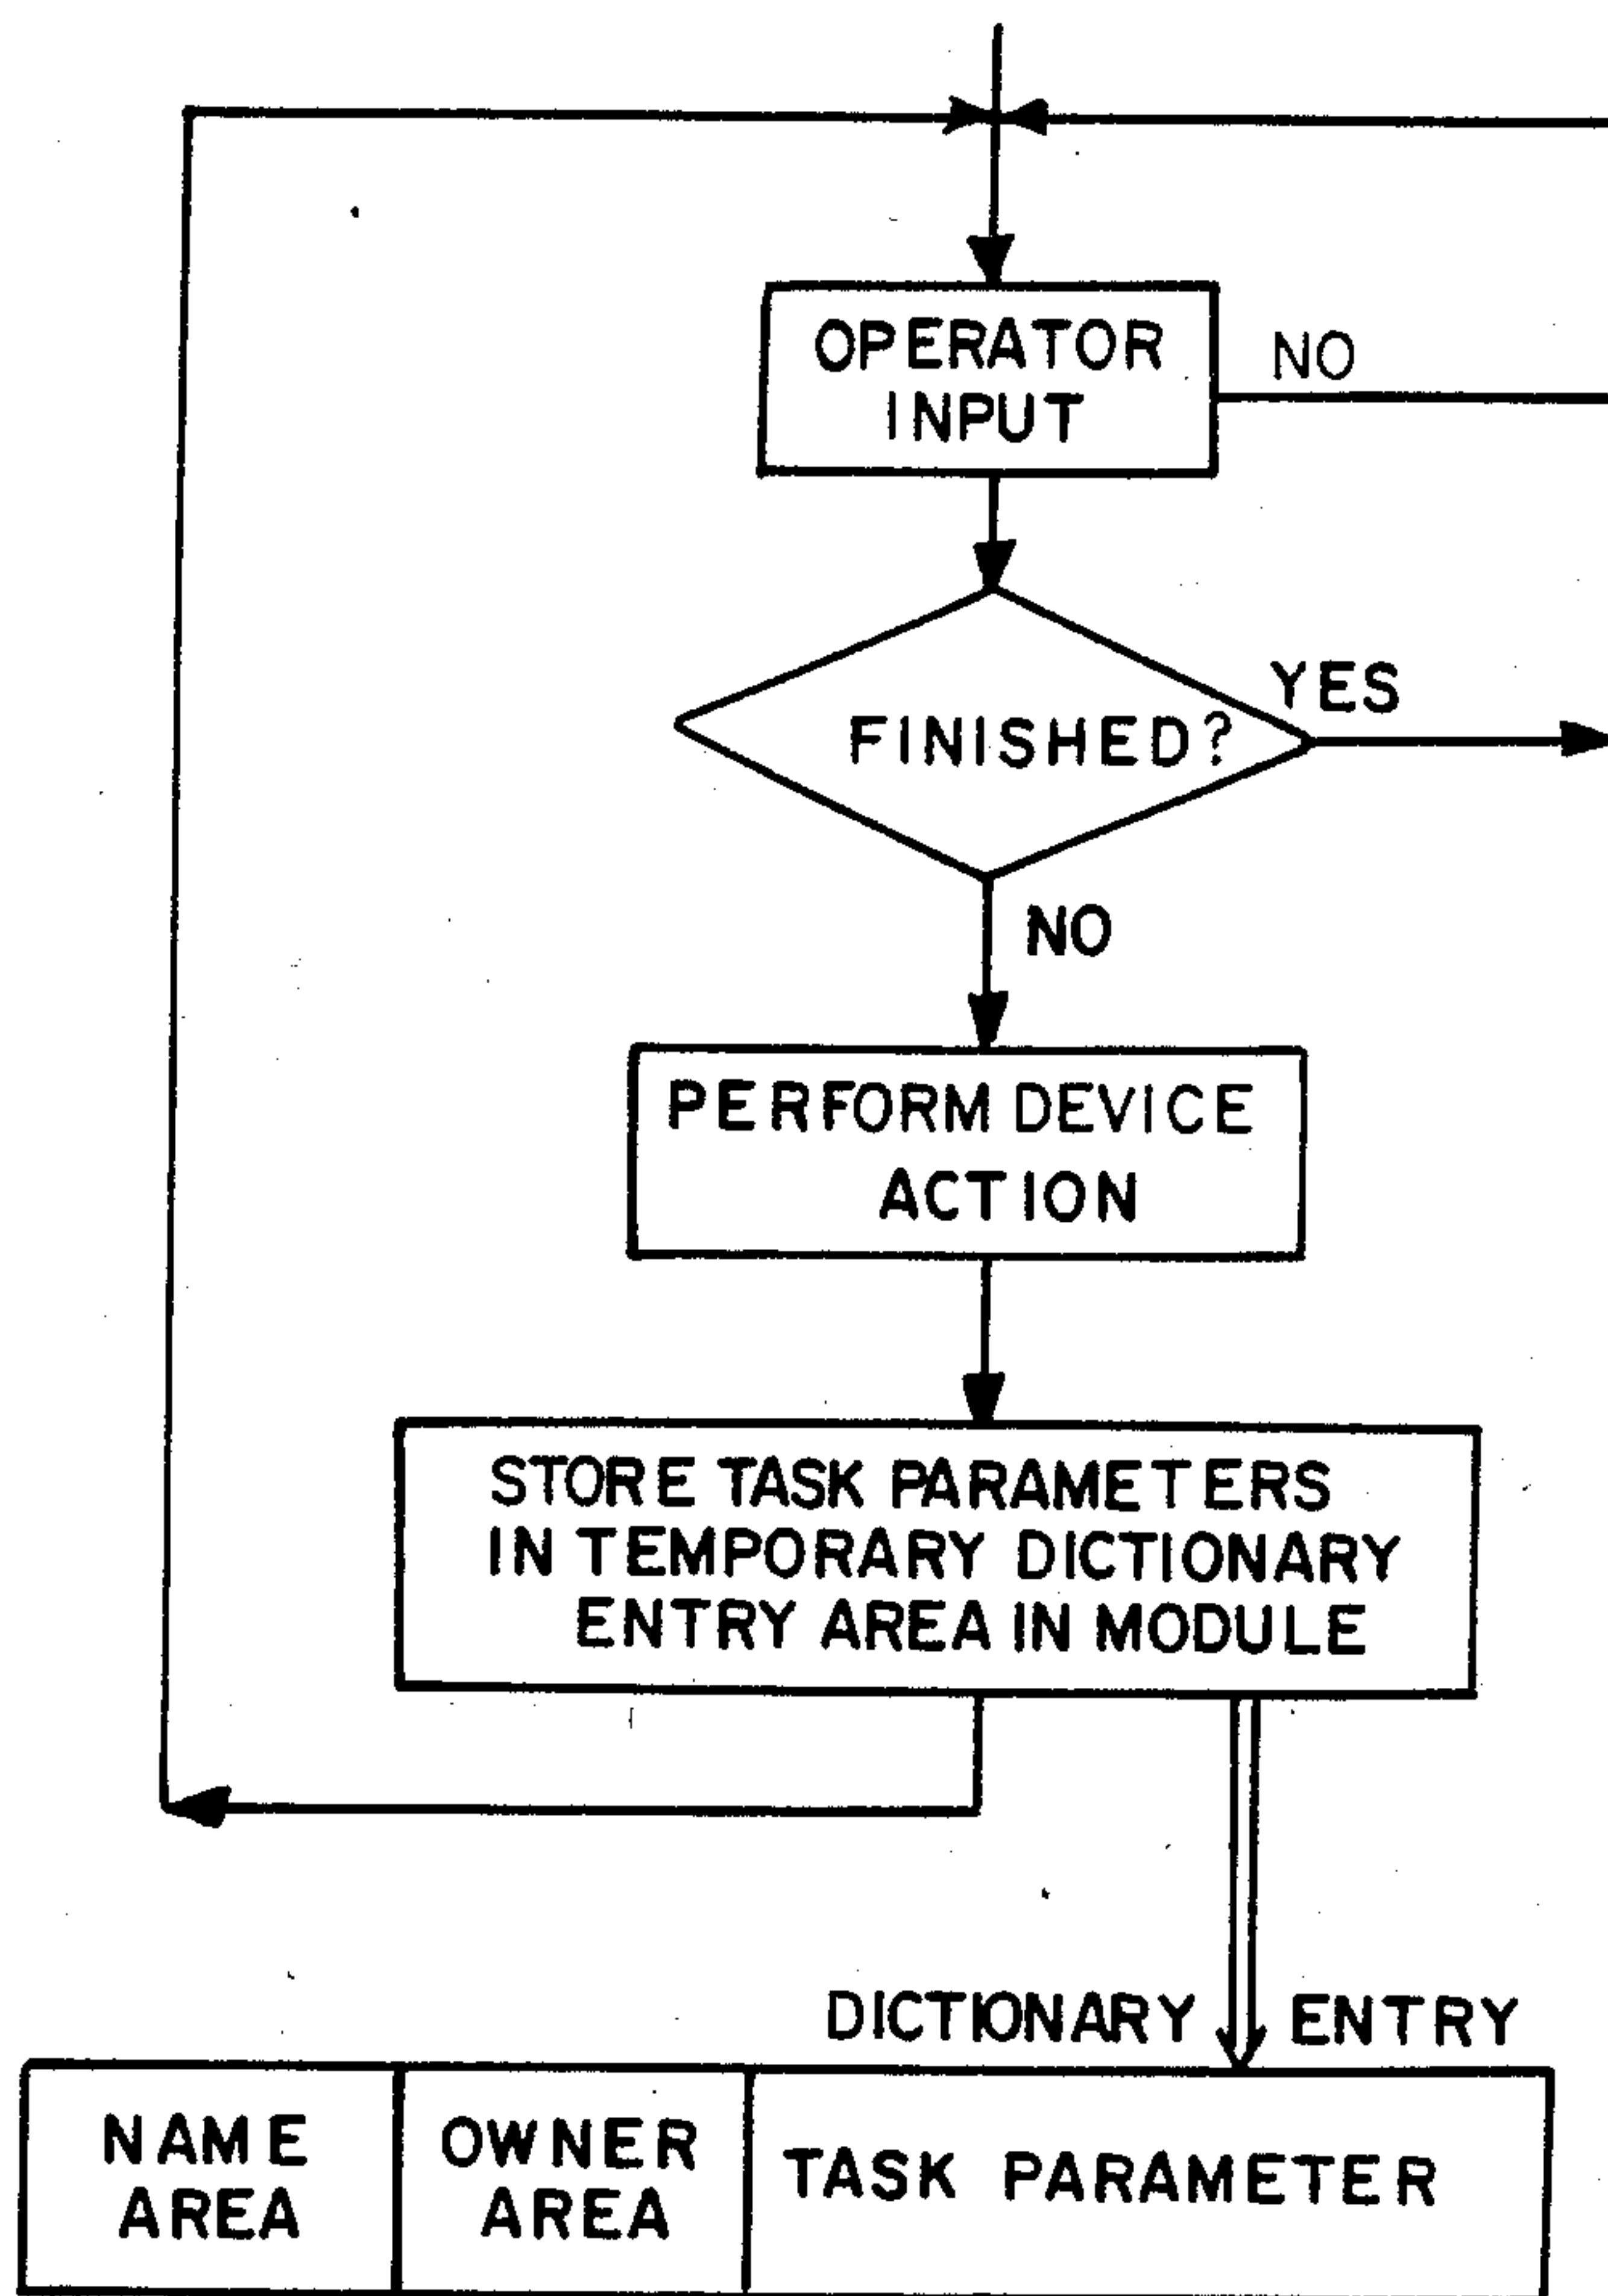 OPERATOR
INPUT
NO
FINISHED?
YES
NO
PERFORM DEVICE
ACTION
STORE TASK PARAMETERS
IN TEMPORARY DICTIONARY
ENTRY AREA IN MODULE
DICTIONARY ENTRY
NAME
AREA
OWNER
AREA
TASK PARAMETER